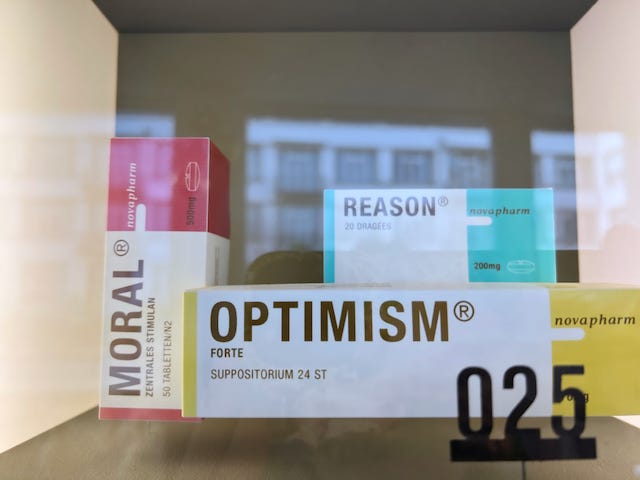 MORAL®
ZENTRALES STIMULAN
50 TABLETTEN/N2
novapharm
500mg
REASON®
20 DRAGÉES
novapharm
200mg
OPTIMISM®
FORTE
SUPPOSITORIUM 24 ST
novapharm
025